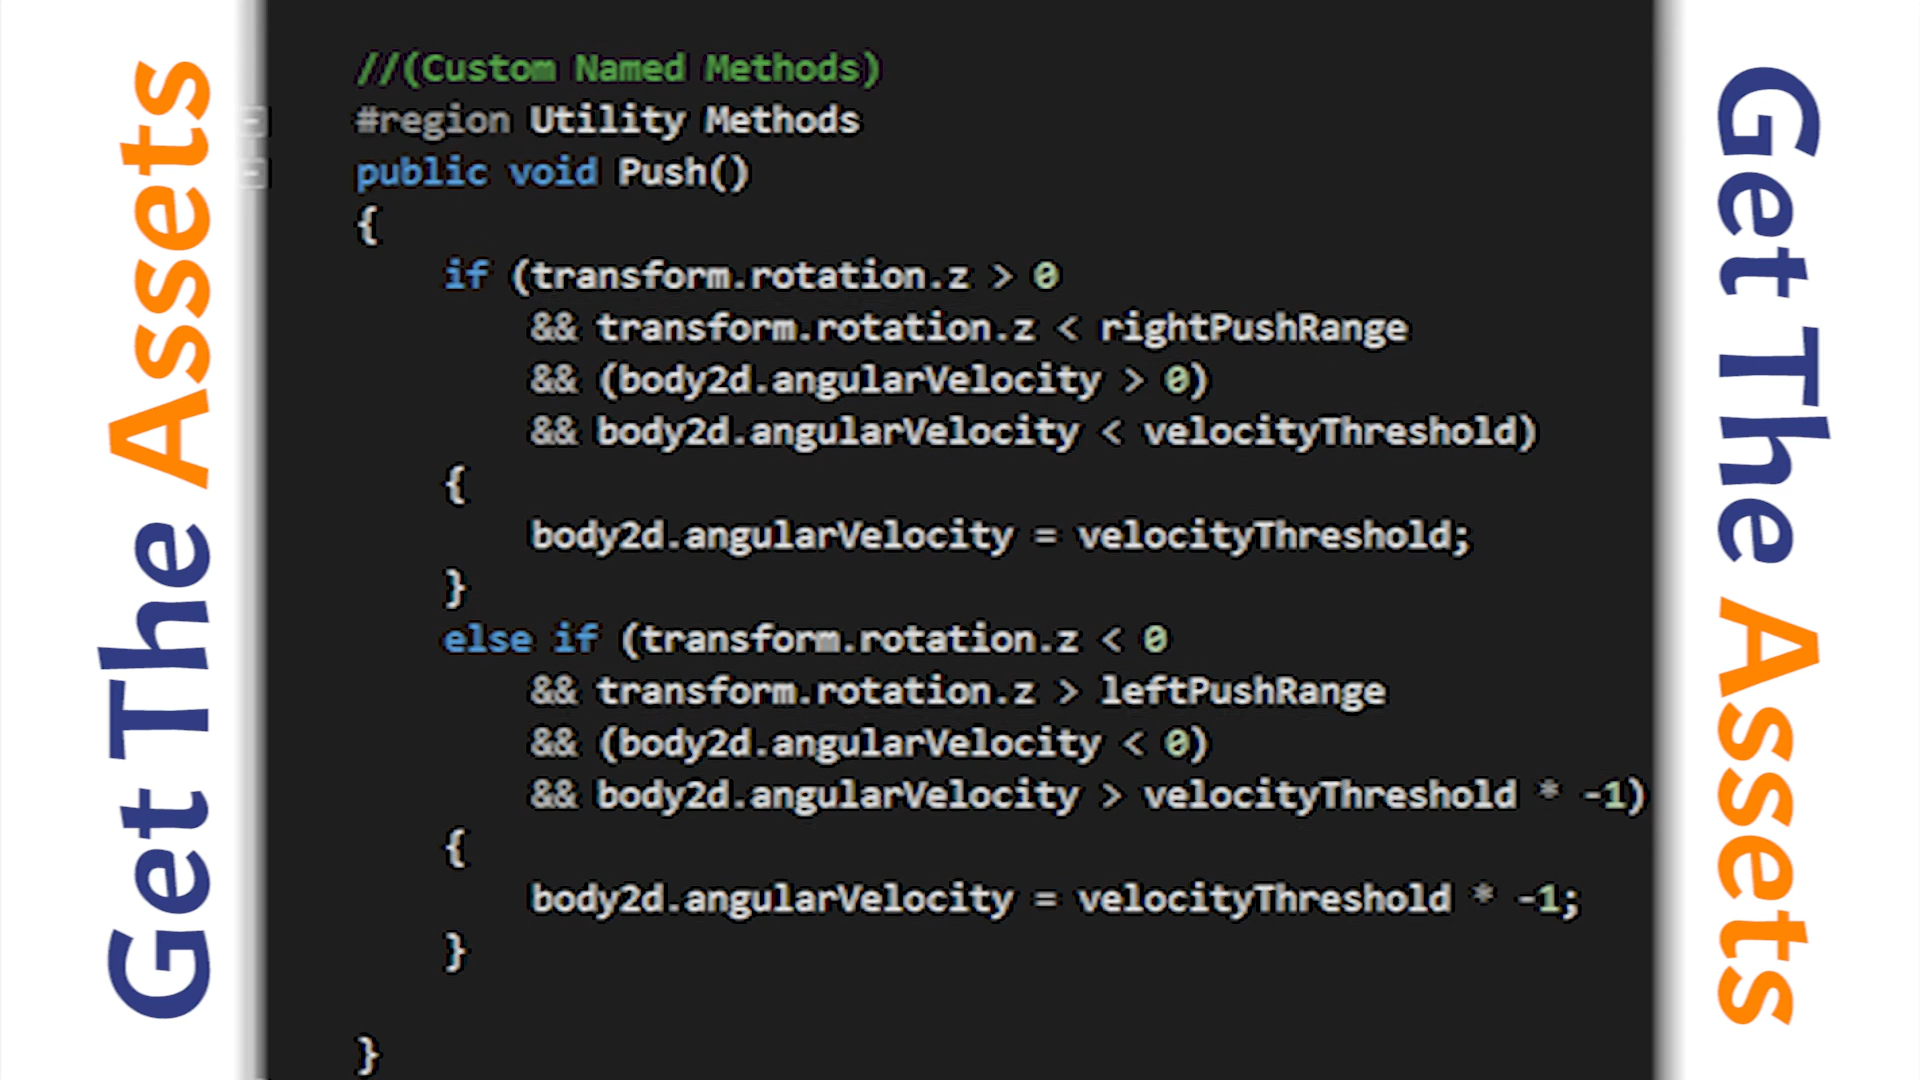 Get The Assets
//(Custom Named Methods)
#region Utility Methods
public void Push()
{
if (transform.rotation.z > 0
&& transform.rotation.z < rightPushRange
&& (body2d.angularVelocity > 0)
&& body2d.angularVelocity < velocityThreshold)
{
body2d.angularVelocity = velocityThreshold;
}
else if (transform.rotation.z < 0
&& transform.rotation.z > leftPushRange
&& (body2d.angularVelocity < 0)
&& body2d.angularVelocity > velocityThreshold * -1)
{
body2d.angularVelocity = velocityThreshold * -1;
}
}
Get The Assets